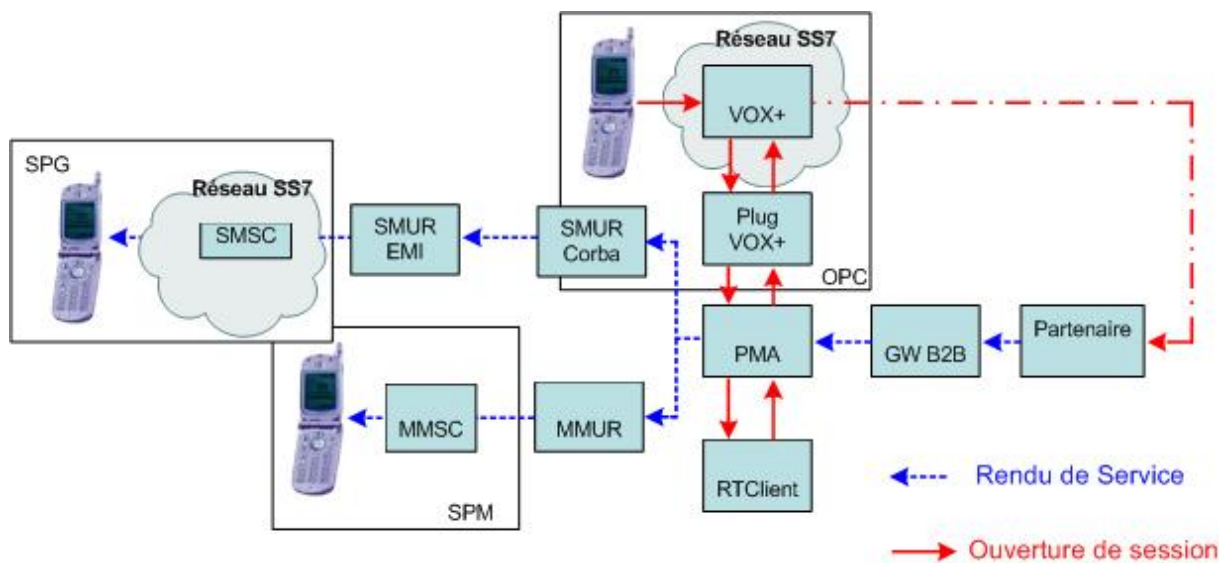 Réseau SS7
VOX+
SPG
Réseau SS7
SMSC
SMUR
EMI
SMUR
Corba
Plug
VOX+
OPC
PMA
GW B2B
Partenaire
MMSC
MMUR
RTClient
SPM
Rendu de Service
Ouverture de session